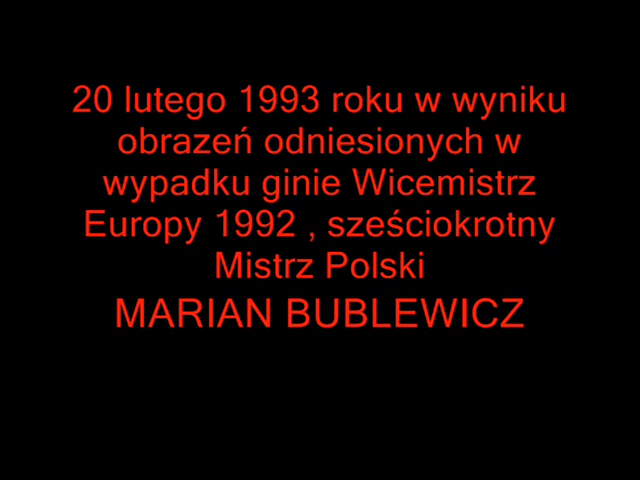 20 lutego 1993 roku w wyniku
obrazeń odniesionych w
wypadku ginie Wicemistrz
Europy 1992 , sześciokrotny
Mistrz Polski
MARIAN BUBLEWICZ